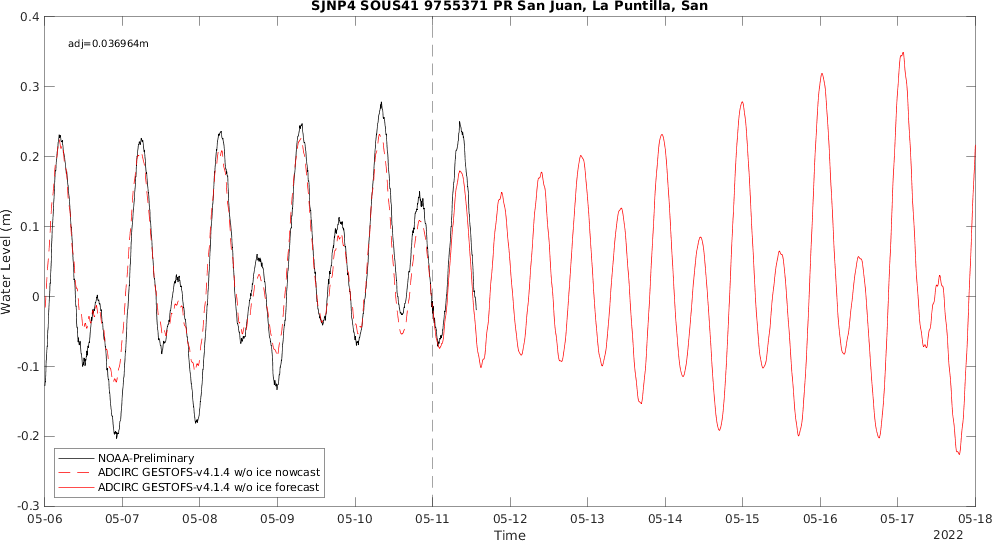 SJNP4 SOUS41 9755371 PR San Juan, La Puntilla, San
adj=0.036964m
0.4
0.3
0.2
0.1
0
-0.1
-0.2
-0.3
Water Level (m)
NOAA-Preliminary
ADCIRC GESTOFS-v4.1.4 w/o ice nowcast
ADCIRC GESTOFS-v4.1.4 w/o ice forecast
05-06 05-07 05-08 05-09 05-10 05-11 05-12 05-13 05-14 05-15 05-16 05-17 05-18
Time
2022